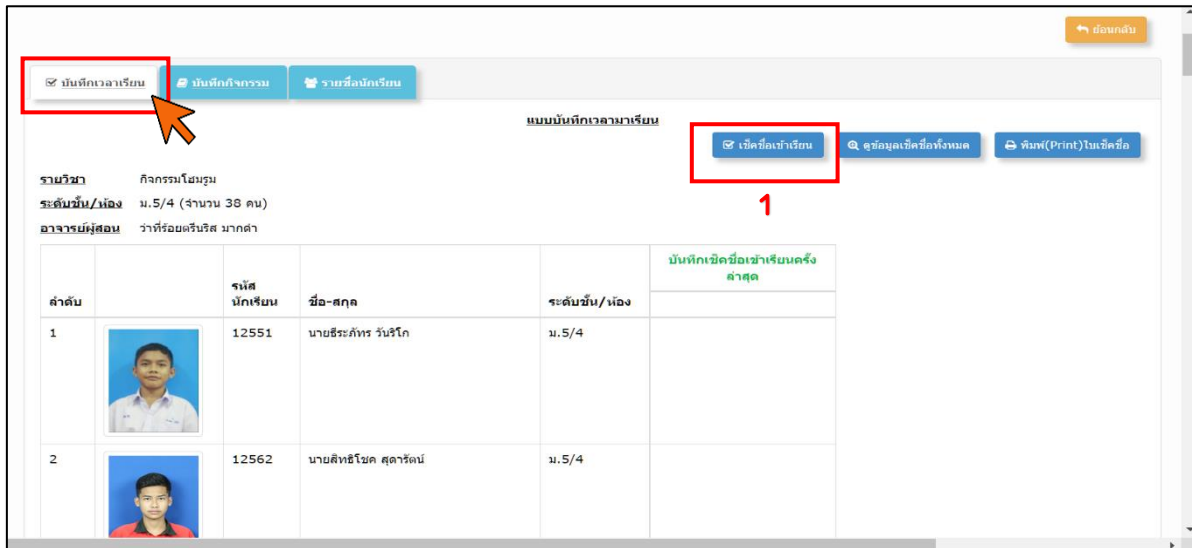 ย้อนกลับ
บันทึกเวลาเรียน บันทึกกิจกรรม รายชื่อนักเรียน
แบบบันทึกเวลามาเรียน
เช็คชื่อเข้าเรียน ดูข้อมูลเช็คชื่อทั้งหมด พิมพ์(Print)ใบเช็คชื่อ
รายวิชา กิจกรรมโฮมรูม
1
ระดับชั้น/ห้อง ม.5/4 (จำนวน 38 คน)
อาจารย์ผู้สอน ว่าที่ร้อยตรีบริส มากดำ
บันทึกเช็คชื่อเข้าเรียนครั้ง
ล่าสุด
ลำดับ รหัส
นักเรียน ชื่อ-สกุล ระดับชั้น/ห้อง
1 12551 นายธีระภัทร วันริโก ม.5/4
2 12562 นายสิทธิโชค สุดารัตน์ ม.5/4